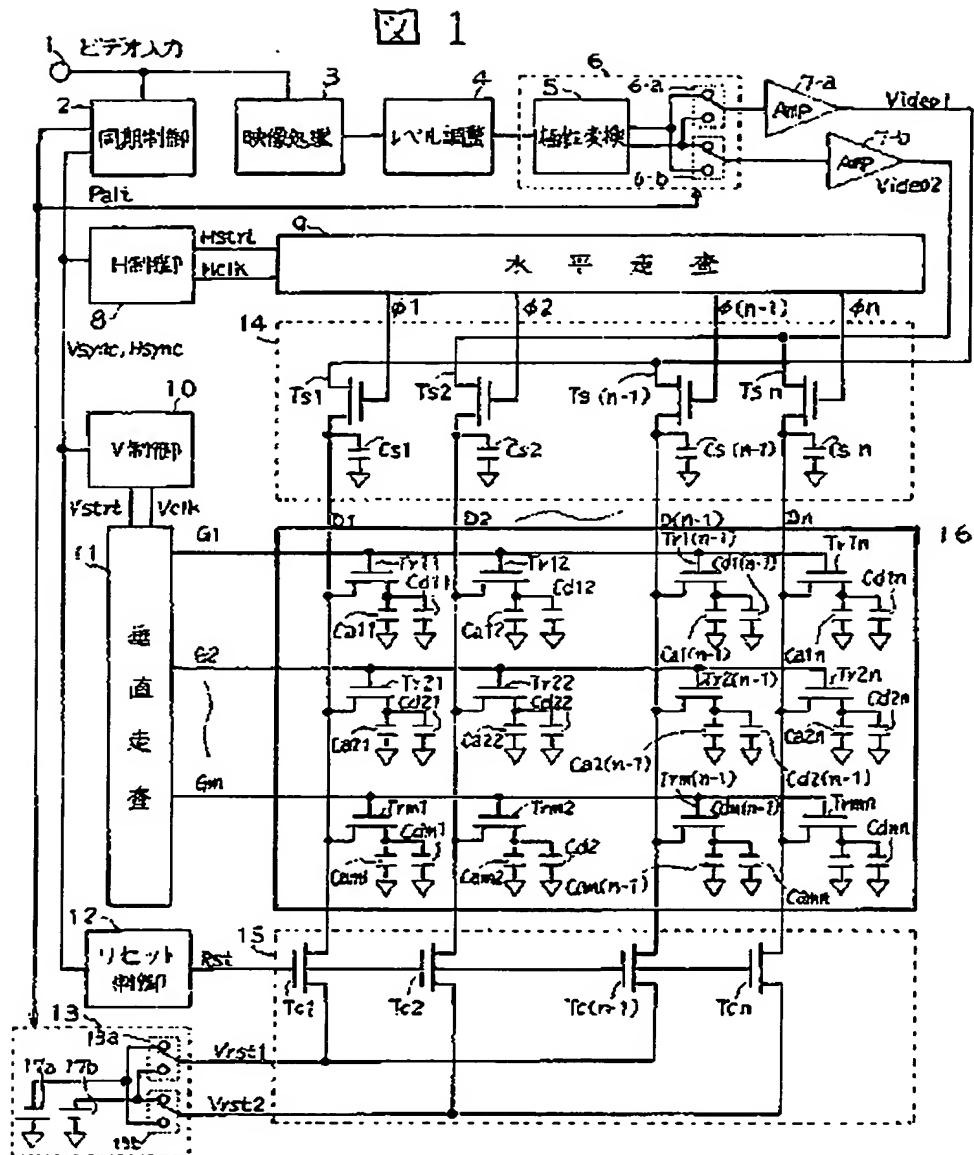 図 1
1 ビデオ入力
2 同期制御
3 映像処理
4 レベル調整
6
5 極性変換
6-a
6-b
7-a Amp Video1
7-b Amp Video2
Palt
8 H制御
Hstrt
Hclk
9 水平走査
φ1 φ2 φ(n-1) φn
14
Vsync, Hsync
Ts1 Ts2 Ts(n-1) Tsn
Cs1 Cs2 Cs(n-1) Csn
10 V制御
Vstrt Vclk
11 垂直走査
D1 D2 D(n-1) Dn
16
G1
Tr11 Tr12 Tr1(n-1) Tr1n
Cd11 Cd12 Cd1(n-1) Cd1n
Ca11 Ca12 Ca1(n-1) Ca1n
G2
Tr21 Tr22 Tr2(n-1) Tr2n
Cd21 Cd22 Cd2n
Ca21 Ca22 Ca2n
Ca2(n-1) Cd2(n-1)
Gm
Trm1 Trm2 Trm(n-1) Trmn
Cdm1 Cd2 Cdm(n-1) Cdmn
Cam1 Cam2 Cam(n-1) Camn
12 リセット制御
Rst
15
Tc1 Tc2 Tc(n-1) Tcn
13
13a
17a 17b
Vrst1
Vrst2
13b